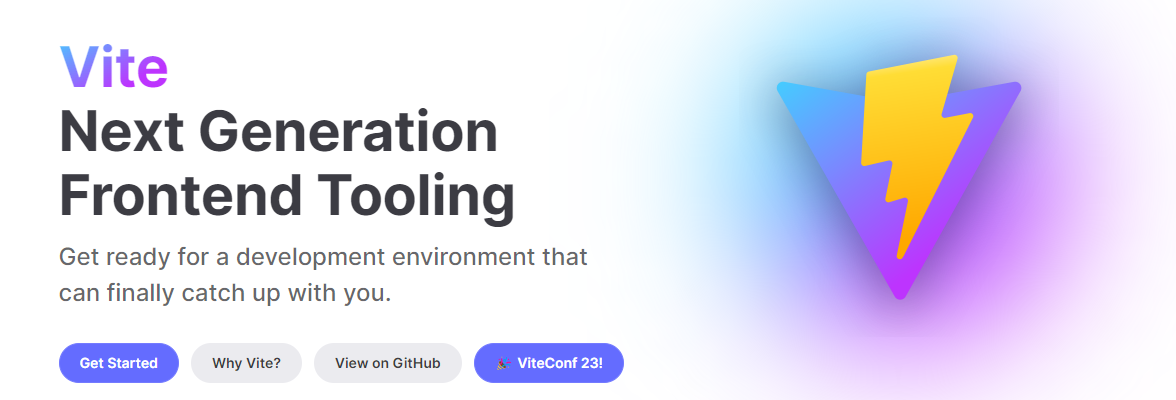 Vite
Next Generation
Frontend Tooling
Get ready for a development environment that
can finally catch up with you.
Get Started Why Vite? View on GitHub 🎉 ViteConf 23!